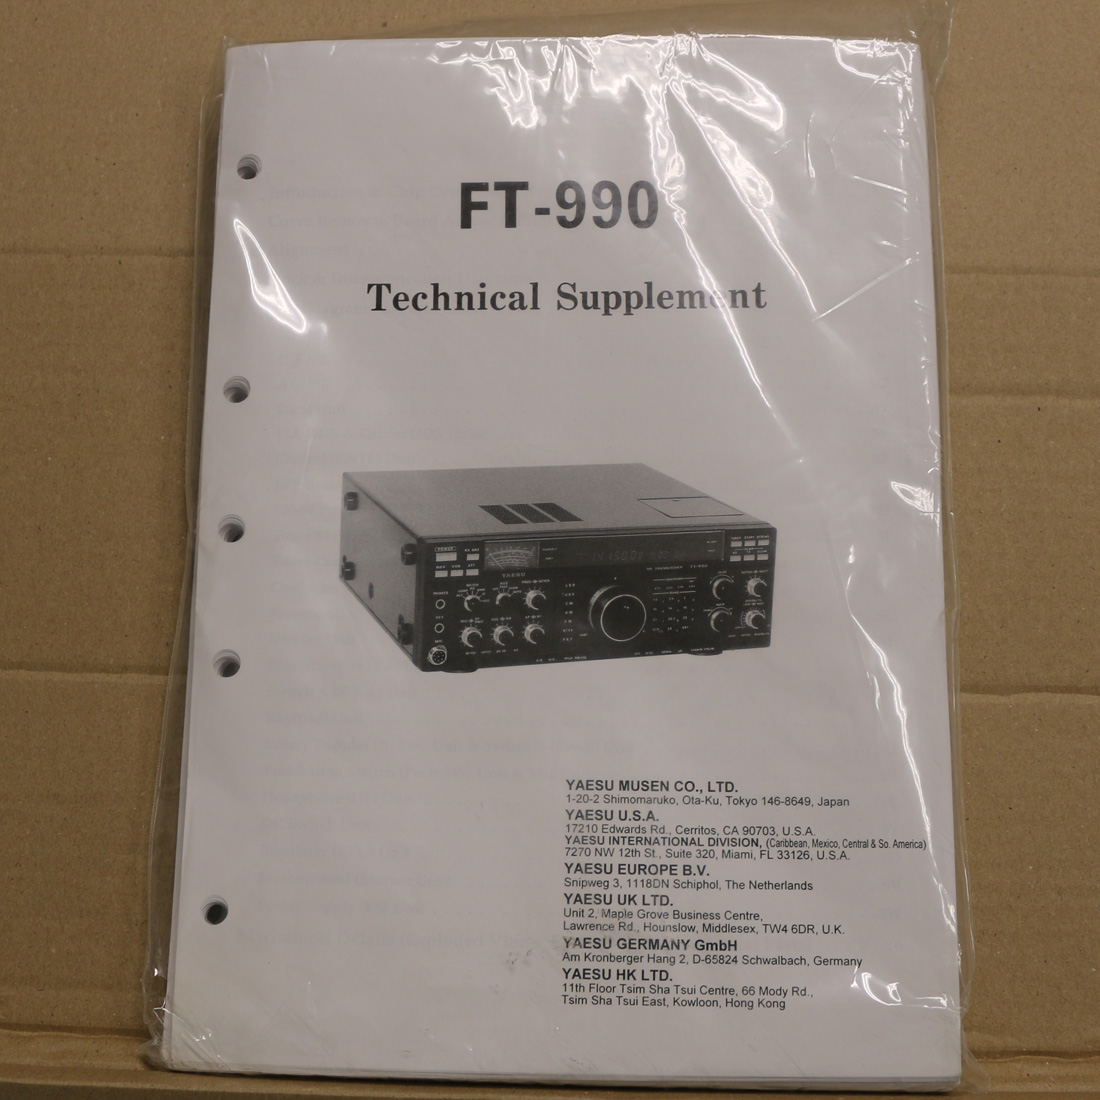 FT-990
Technical Supplement
YAESU
YAESU MUSEN CO., LTD.
1-20-2 Shimomaruko, Ota-Ku, Tokyo 146-8649, Japan
YAESU U.S.A.
17210 Edwards Rd., Cerritos, CA 90703, U.S.A.
YAESU INTERNATIONAL DIVISION, (Caribbean, Mexico, Central & So. America)
7270 NW 12th St., Suite 320, Miami, FL 33126, U.S.A.
YAESU EUROPE B.V.
Snipweg 3, 1118DN Schiphol, The Netherlands
YAESU UK LTD.
Unit 2, Maple Grove Business Centre,
Lawrence Rd., Hounslow, Middlesex, TW4 6DR, U.K.
YAESU GERMANY GmbH
Am Kronberger Hang 2, D-65824 Schwalbach, Germany
YAESU HK LTD.
11th Floor Tsim Sha Tsui Centre, 66 Mody Rd.,
Tsim Sha Tsui East, Kowloon, Hong Kong